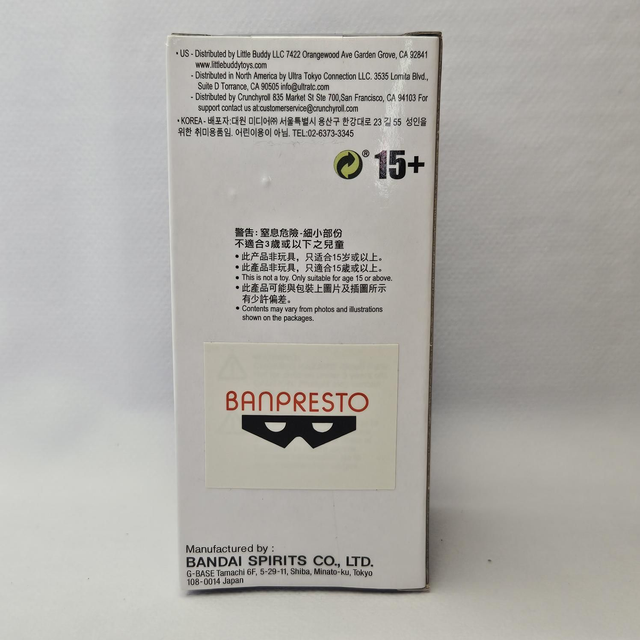 • US - Distributed by Little Buddy LLC 7422 Orangewood Ave Garden Grove, CA 92841
www.littlebuddytoys.com
- Distributed in North America by Ultra Tokyo Connection LLC. 3535 Lomita Blvd.,
Suite D Torrance, CA 90505 info@ultratc.com
- Distributed by Crunchyroll 835 Market St Ste 700,San Francisco, CA 94103 For
support contact us at:customerservice@crunchyroll.com
• KOREA - 배포자:대원 미디어㈜ 서울특별시 용산구 한강대로 23 길 55 성인을
위한 취미용품임. 어린이용이 아님. TEL:02-6373-3345
® 15+
警告: 窒息危險-細小部份
不適合3歲或以下之兒童
• 此产品非玩具，只适合15岁或以上。
• 此產品非玩具，只適合15歲或以上。
• This is not a toy. Only suitable for age 15 or above.
• 此產品可能與包裝上圖片及插圖所示
有少許偏差。
• Contents may vary from photos and illustrations
shown on the packages.
BANPRESTO
Manufactured by :
BANDAI SPIRITS CO., LTD.
G-BASE Tamachi 6F, 5-29-11, Shiba, Minato-ku, Tokyo
108-0014 Japan